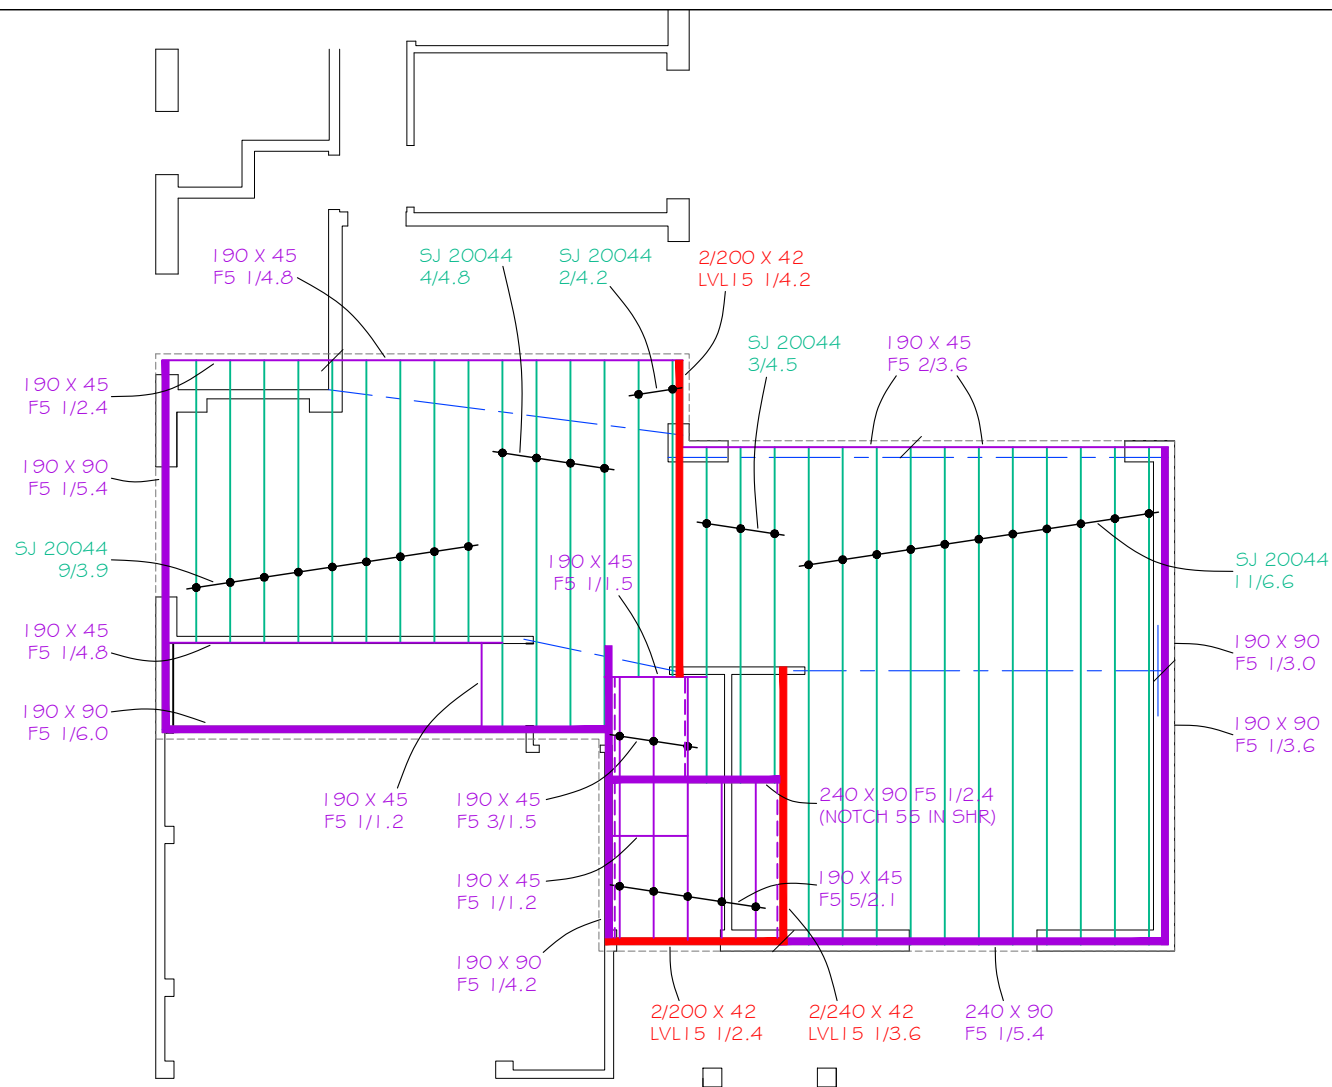 190 X 45
F5 1/4.8
SJ 20044
4/4.8
SJ 20044
2/4.2
2/200 X 42
LVL15 1/4.2
SJ 20044
3/4.5
190 X 45
F5 2/3.6
190 X 45
F5 1/2.4
190 X 90
F5 1/5.4
SJ 20044
9/3.9
190 X 45
F5 1/1.5
SJ 20044
11/6.6
190 X 45
F5 1/4.8
190 X 90
F5 1/3.0
190 X 90
F5 1/6.0
190 X 90
F5 1/3.6
190 X 45
F5 1/1.2
190 X 45
F5 3/1.5
240 X 90 F5 1/2.4
(NOTCH 55 IN SHR)
190 X 45
F5 1/1.2
190 X 45
F5 5/2.1
190 X 90
F5 1/4.2
2/200 X 42
LVL15 1/2.4
2/240 X 42
LVL15 1/3.6
240 X 90
F5 1/5.4